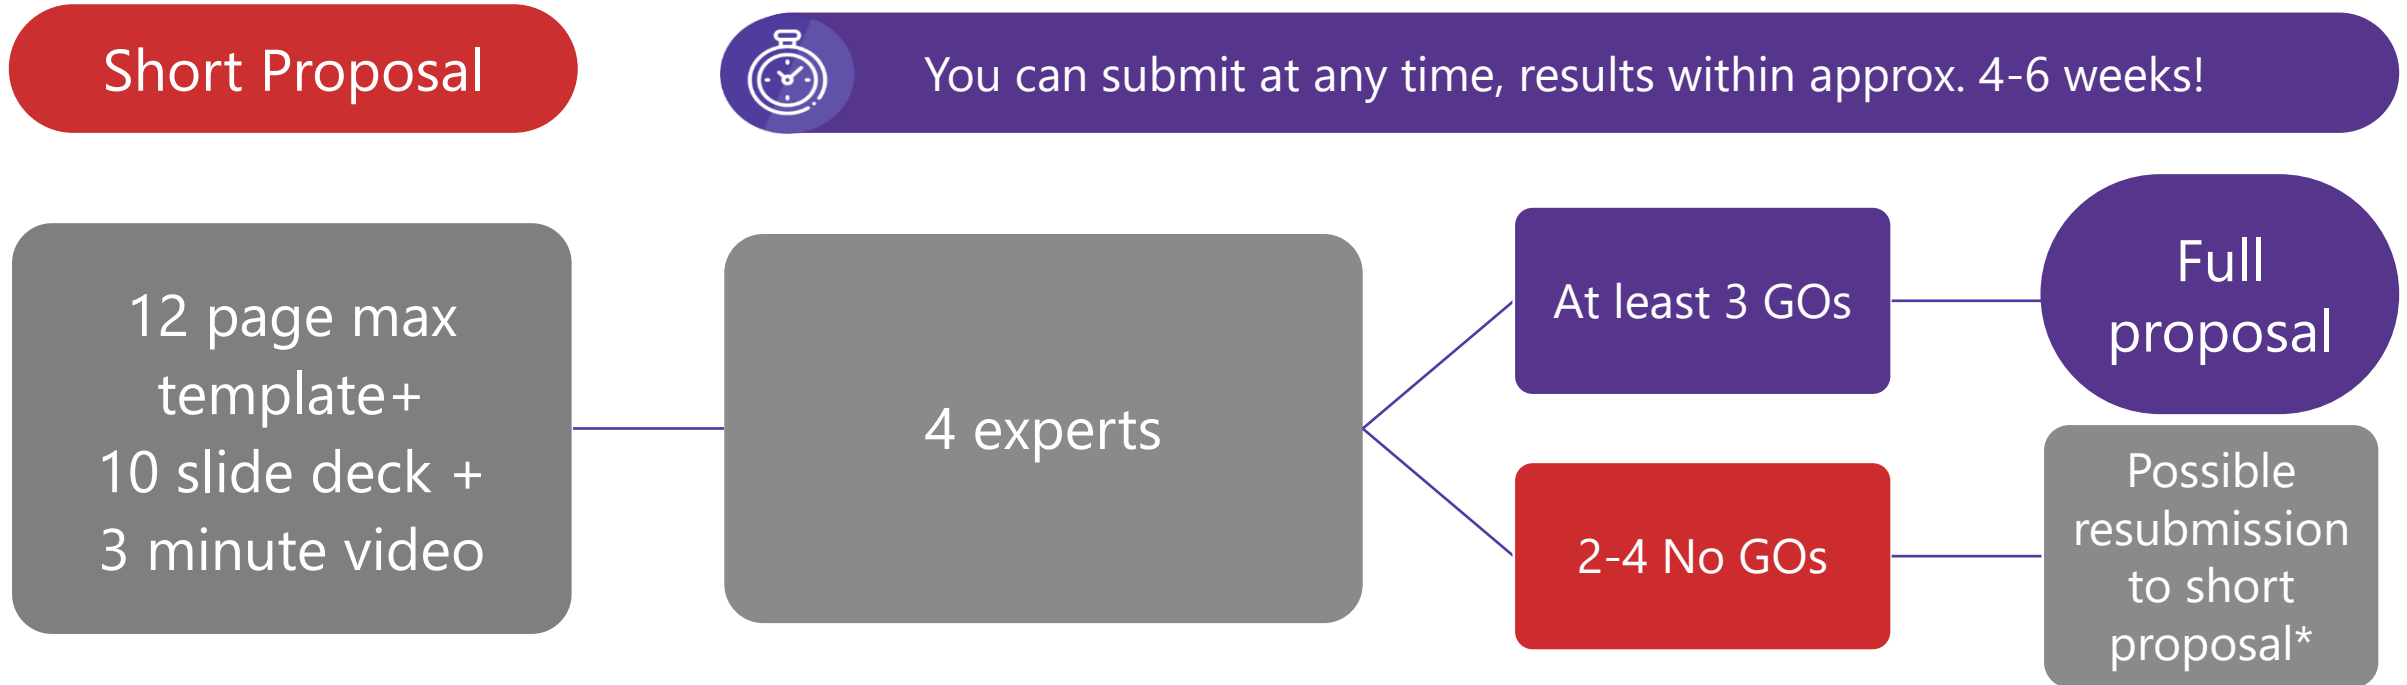 Short Proposal
You can submit at any time, results within approx. 4-6 weeks!
12 page max
template+
10 slide deck +
3 minute video
4 experts
At least 3 GOs
Full
proposal
2-4 No GOs
Possible
resubmission
to short
proposal*